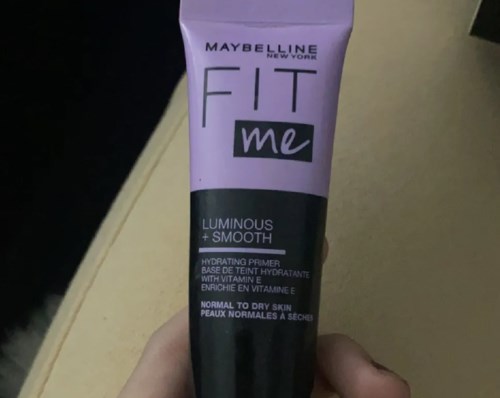 MAYBELLINE
NEW YORK
FIT
me
LUMINOUS
+ SMOOTH
HYDRATING PRIMER
BASE DE TEINT HYDRATANTE
WITH VITAMIN E
ENRICHIE EN VITAMINE E
NORMAL TO DRY SKIN
PEAUX NORMALES À SÈCHES